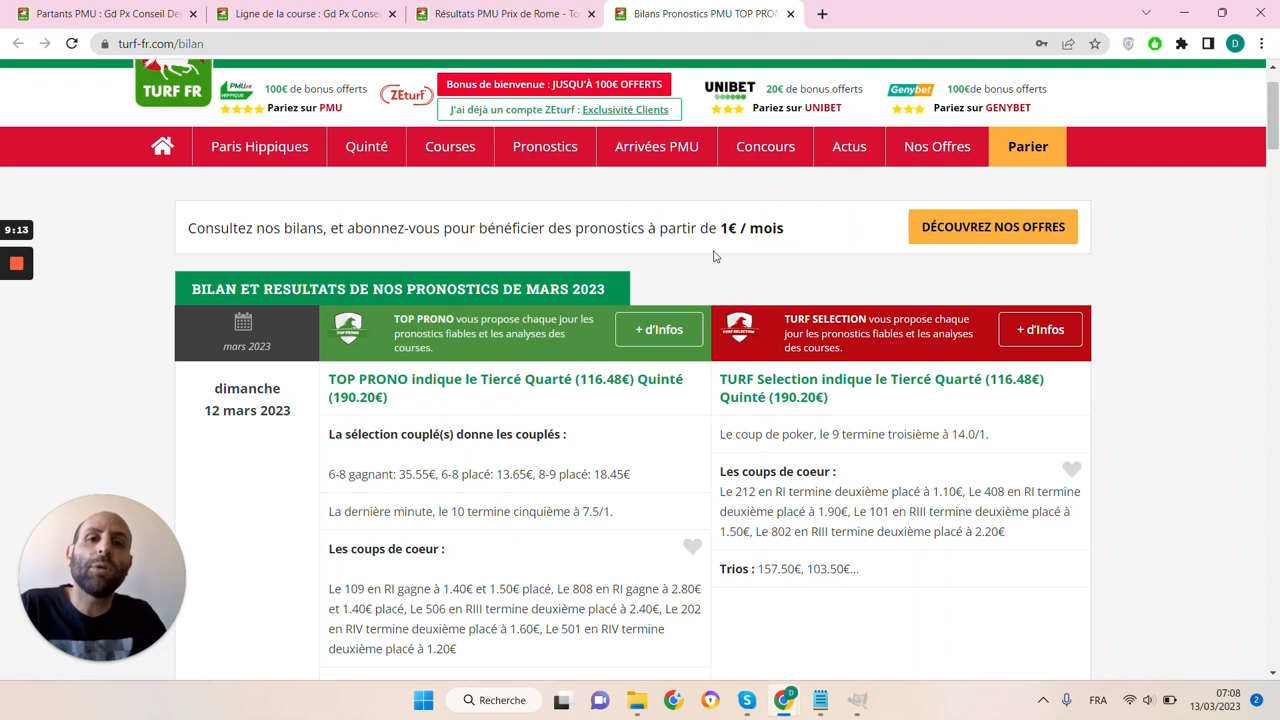 Partants PMU : Gd Px Conseil De
Ligne de la course : Gd Px Conse
Résultats PMU Prix de Rome - To
Bilans Pronostics PMU TOP PRON
turf-fr.com/bilan
D
TURF FR
PMU.fr
HIPPIQUE
100€ de bonus offerts
Pariez sur PMU
ZEturf
Bonus de bienvenue : JUSQU'À 100€ OFFERTS
J'ai déjà un compte ZEturf : Exclusivité Clients
UNIBET
20€ de bonus offerts
Pariez sur UNIBET
Genybet
100€de bonus offerts
Pariez sur GENYBET
Paris Hippiques
Quinté
Courses
Pronostics
Arrivées PMU
Concours
Actus
Nos Offres
Parier
9:13
Consultez nos bilans, et abonnez-vous pour bénéficier des pronostics à partir de 1€ / mois
DÉCOUVREZ NOS OFFRES
BILAN ET RESULTATS DE NOS PRONOSTICS DE MARS 2023
mars 2023
TOP PRONO
TOP PRONO vous propose chaque jour les
pronostics fiables et les analyses des
courses.
+ d'Infos
TURF SELECTION
TURF SELECTION vous propose chaque
jour les pronostics fiables et les analyses
des courses.
+ d'Infos
dimanche
12 mars 2023
TOP PRONO indique le Tiercé Quarté (116.48€) Quinté
(190.20€)
La sélection couplé(s) donne les couplés :
6-8 gagnant: 35.55€, 6-8 placé: 13.65€, 8-9 placé: 18.45€
La dernière minute, le 10 termine cinquième à 7.5/1.
Les coups de coeur :
Le 109 en RI gagne à 1.40€ et 1.50€ placé, Le 808 en RI gagne à 2.80€
et 1.40€ placé, Le 506 en RIII termine deuxième placé à 2.40€, Le 202
en RIV termine deuxième placé à 1.60€, Le 501 en RIV termine
deuxième placé à 1.20€
TURF Selection indique le Tiercé Quarté (116.48€)
Quinté (190.20€)
Le coup de poker, le 9 termine troisième à 14.0/1.
Les coups de coeur :
Le 212 en RI termine deuxième placé à 1.10€, Le 408 en RI termine
deuxième placé à 1.90€, Le 101 en RIII termine deuxième placé à
1.50€, Le 802 en RIII termine deuxième placé à 2.20€
Trios : 157.50€, 103.50€...
Recherche
D
FRA
07:08
13/03/2023
2